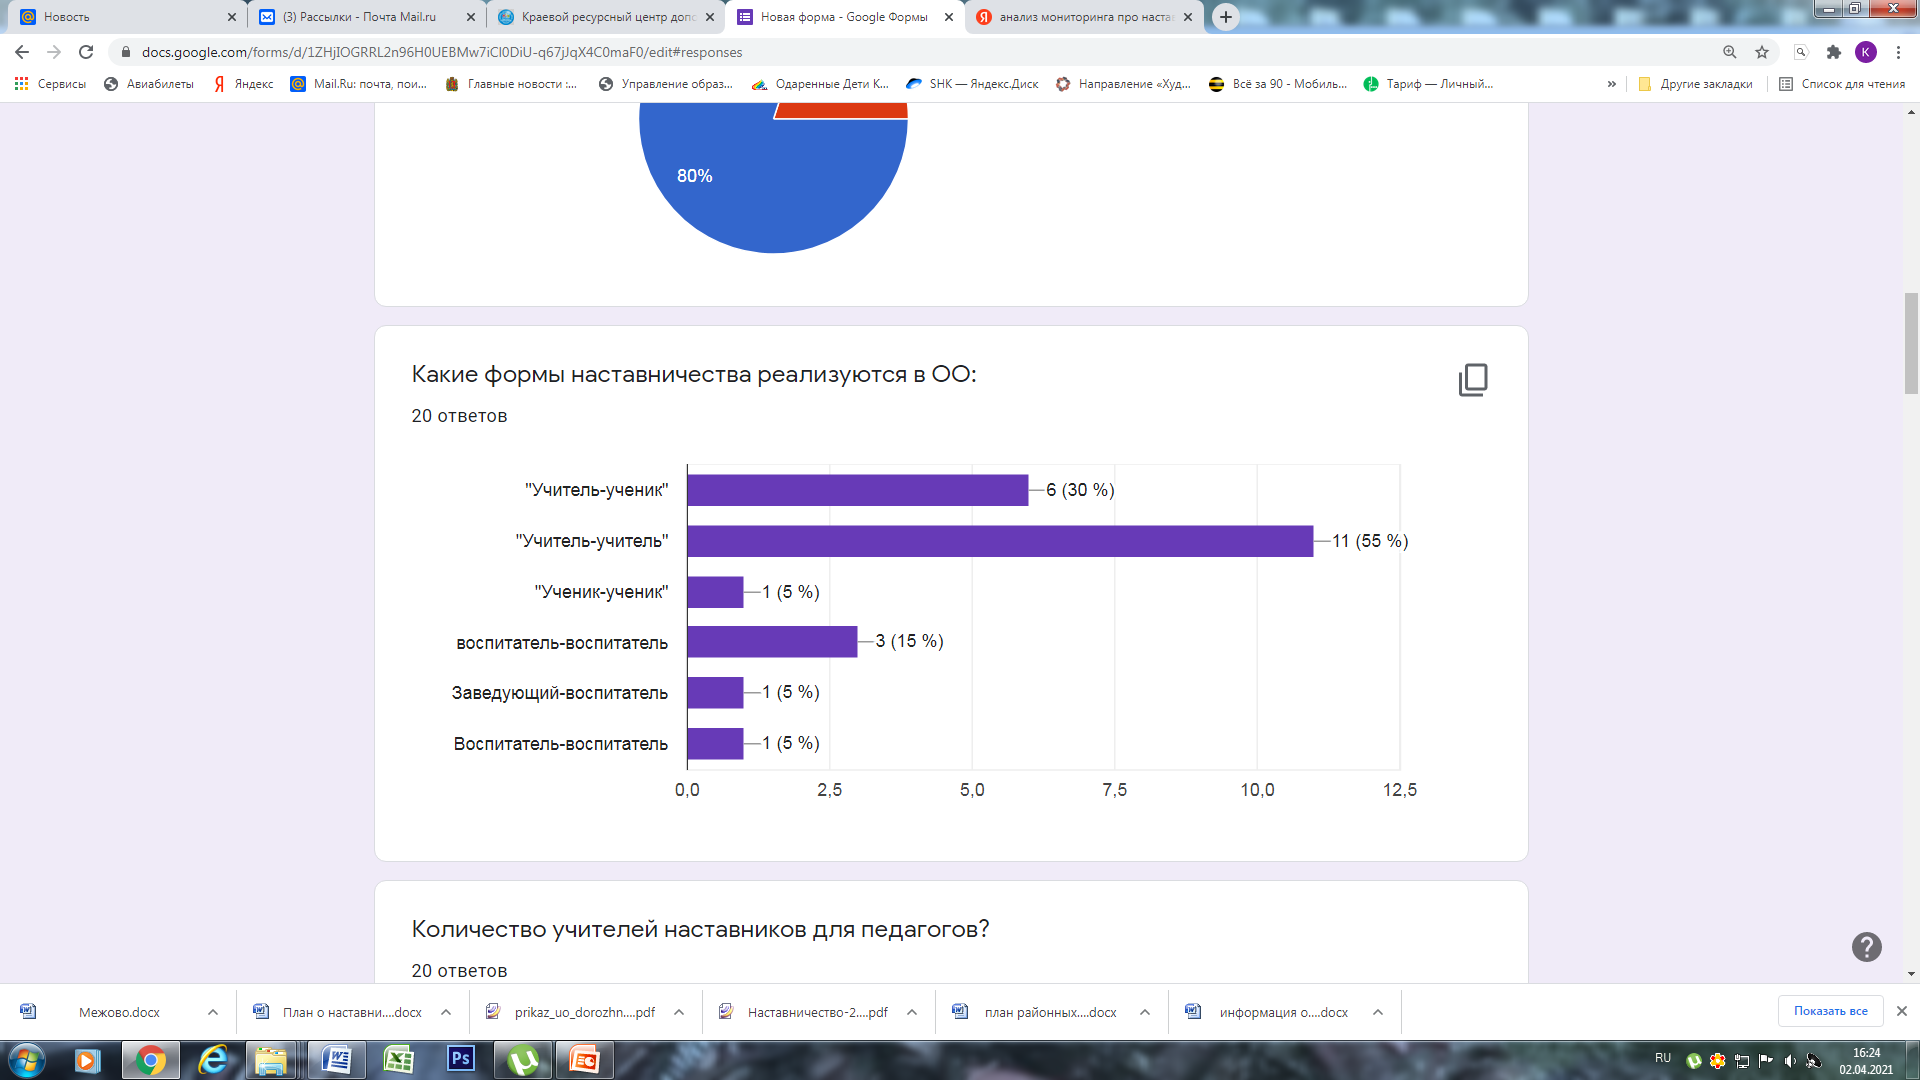 Новость
(3) Рассылки - Почта Mail.ru
Краевой ресурсный центр допо
Новая форма - Google Формы
анализ мониторинга про наста
docs.google.com/forms/d/1ZHjIOGRRL2n96H0UEBMw7iCl0DiU-q67jJqX4C0maF0/edit#responses
K
Сервисы
Авиабилеты
Яндекс
Mail.Ru: почта, пои...
Главные новости :...
Управление образ...
Одаренные Дети К...
SHK — Яндекс.Диск
Направление «Худ...
Всё за 90 - Мобиль...
Тариф — Личный...
»
Другие закладки
Список для чтения
80%
Какие формы наставничества реализуются в ОО:
20 ответов
"Учитель-ученик" 6 (30 %)
"Учитель-учитель" 11 (55 %)
"Ученик-ученик" 1 (5 %)
воспитатель-воспитатель 3 (15 %)
Заведующий-воспитатель 1 (5 %)
Воспитатель-воспитатель 1 (5 %)
0,0 2,5 5,0 7,5 10,0 12,5
Количество учителей наставников для педагогов?
20 ответов
Межово.docx
План о наставни....docx
prikaz_uo_dorozhn....pdf
Наставничество-2....pdf
план районных....docx
информация о....docx
Показать все
Ps
RU
16:24
02.04.2021